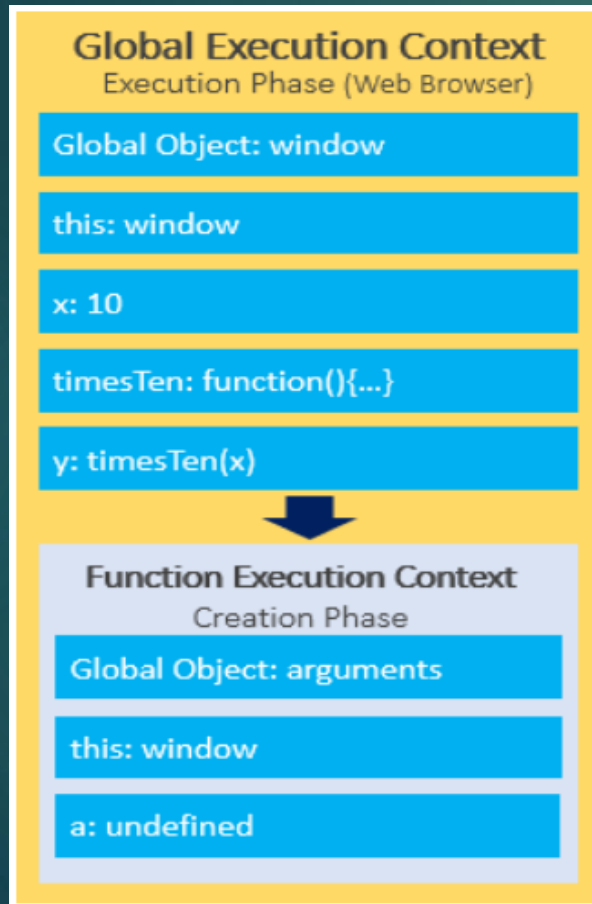 Global Execution Context
Execution Phase (Web Browser)
Global Object: window
this: window
x: 10
timesTen: function(){...}
y: timesTen(x)
Function Execution Context
Creation Phase
Global Object: arguments
this: window
a: undefined